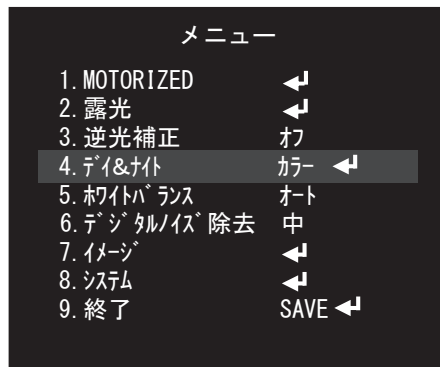 メニュー
1. MOTORIZED ↲
2. 露光 ↲
3. 逆光補正 ｵﾌ
4. ﾃﾞｲ&ﾅｲﾄ ｶﾗｰ ↲
5. ﾎﾜｲﾄﾊﾞﾗﾝｽ ｵｰﾄ
6. ﾃﾞｼﾞﾀﾙﾉｲｽﾞ除去 中
7. ｲﾒｰｼﾞ ↲
8. ｼｽﾃﾑ ↲
9. 終了 SAVE ↲